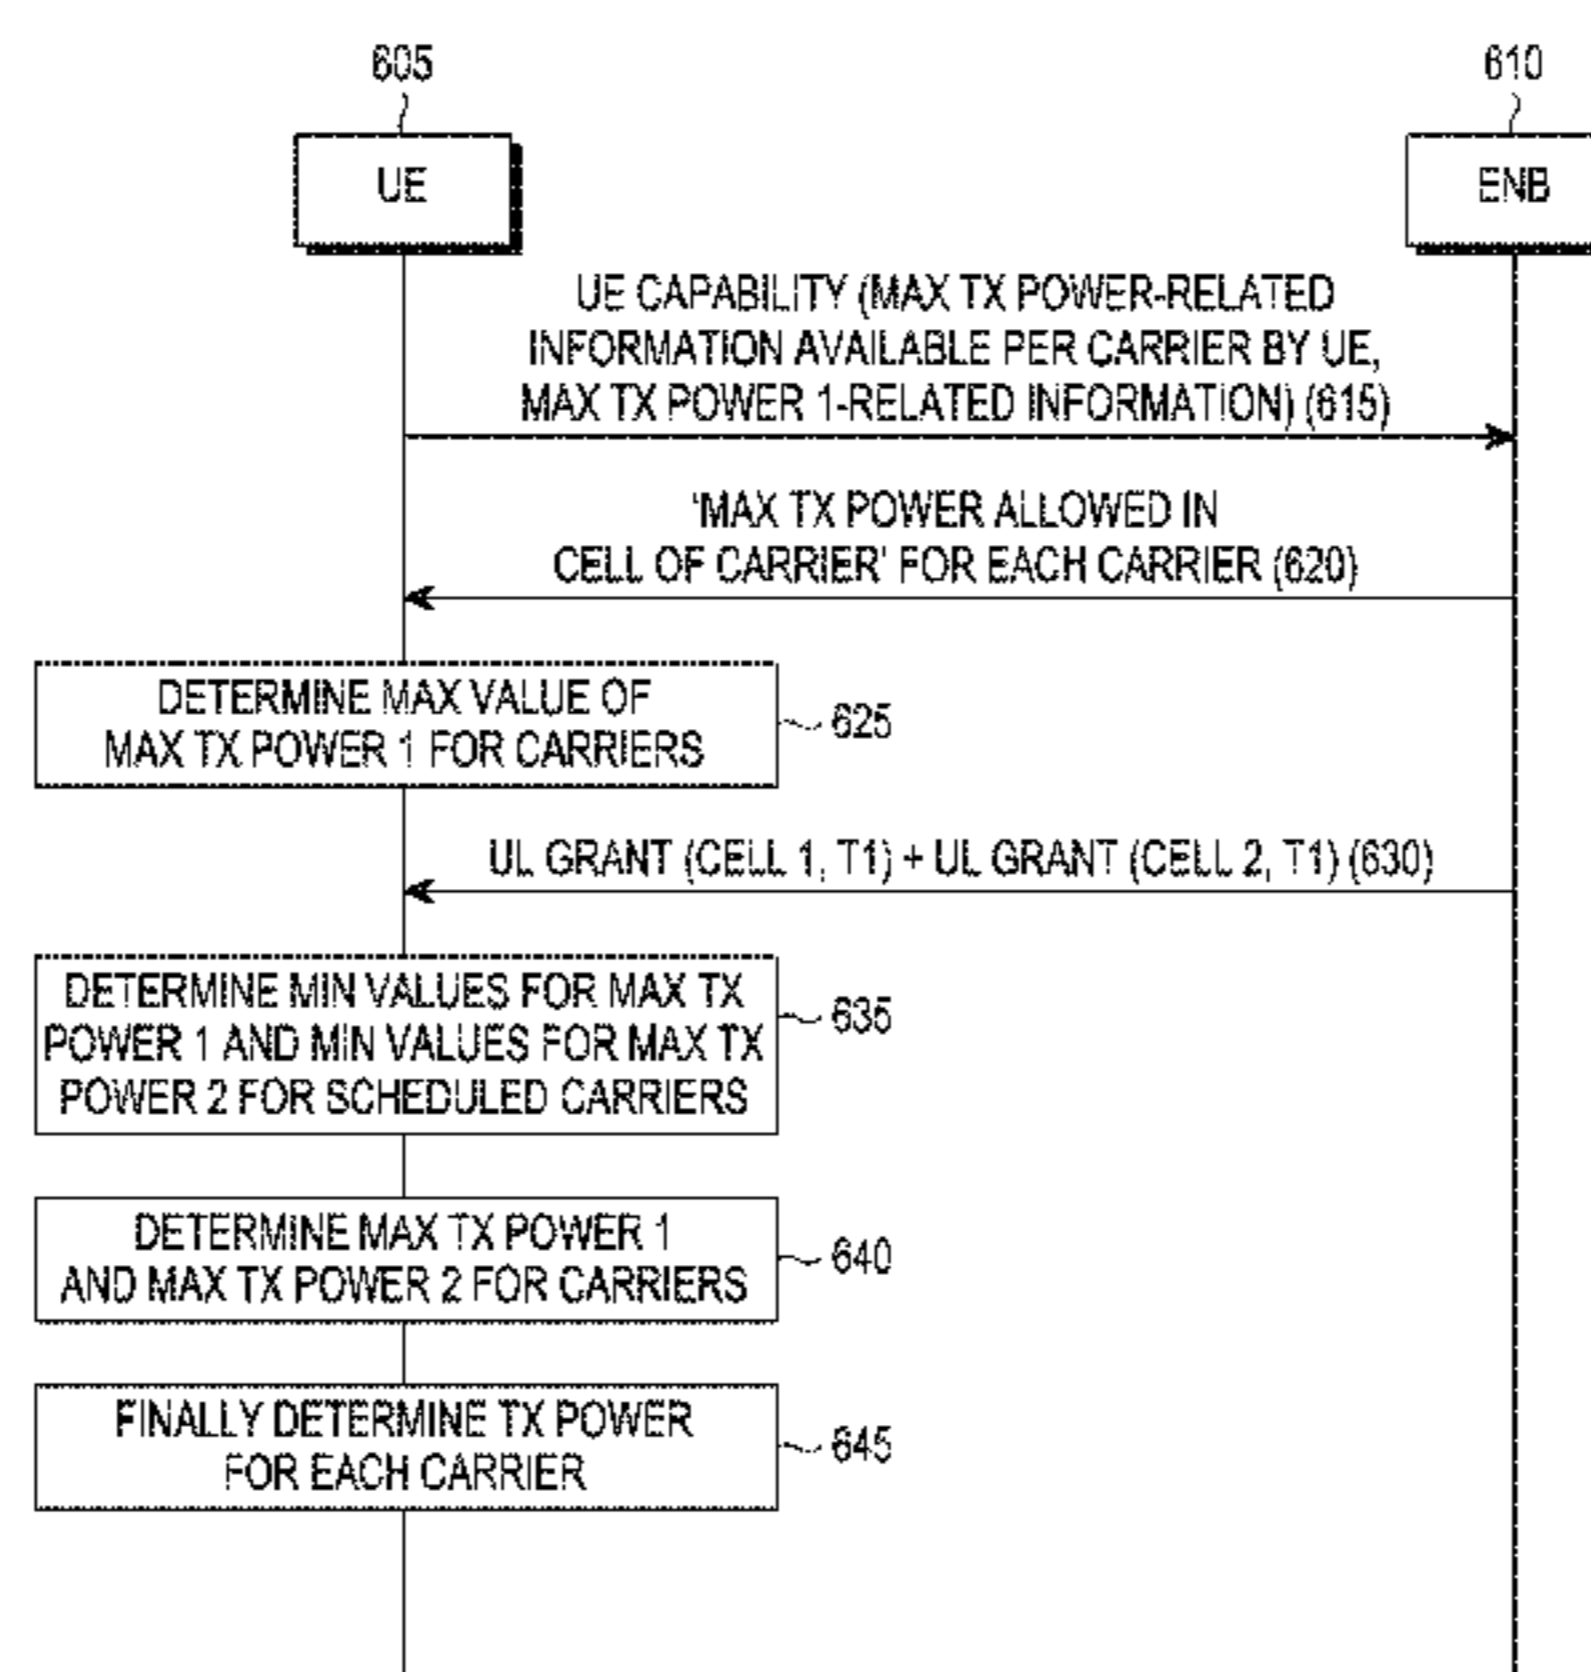 605
610
UE
ENB
UE CAPABILITY (MAX TX POWER-RELATED
INFORMATION AVAILABLE PER CARRIER BY UE,
MAX TX POWER 1-RELATED INFORMATION) (615)
'MAX TX POWER ALLOWED IN
CELL OF CARRIER' FOR EACH CARRIER (620)
DETERMINE MAX VALUE OF
MAX TX POWER 1 FOR CARRIERS
625
UL GRANT (CELL 1, T1) + UL GRANT (CELL 2, T1) (630)
DETERMINE MIN VALUES FOR MAX TX
POWER 1 AND MIN VALUES FOR MAX TX
POWER 2 FOR SCHEDULED CARRIERS
635
DETERMINE MAX TX POWER 1
AND MAX TX POWER 2 FOR CARRIERS
640
FINALLY DETERMINE TX POWER
FOR EACH CARRIER
645